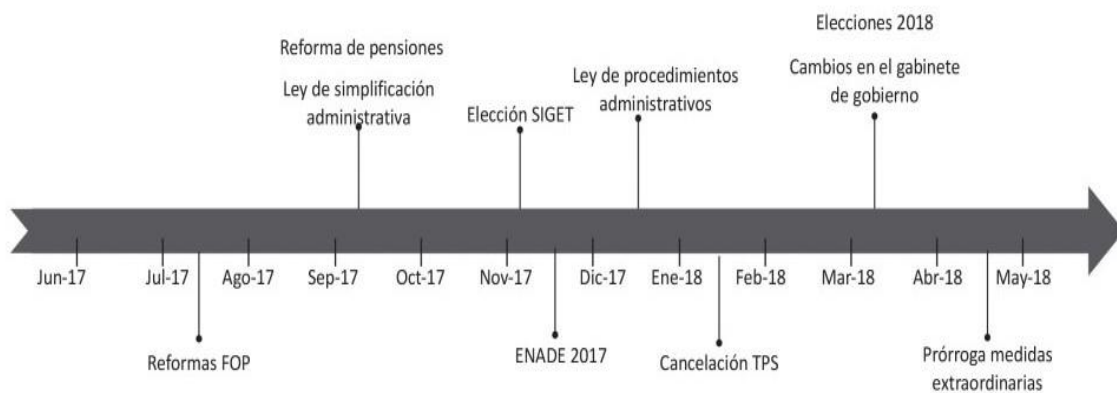 Elecciones 2018
Reforma de pensiones
Cambios en el gabinete
de gobierno
Ley de simplificación
administrativa
Elección SIGET
Ley de procedimientos
administrativos
Jun-17
Jul-17
Ago-17
Sep-17
Oct-17
Nov-17
Dic-17
Ene-18
Feb-18
Mar-18
Abr-18
May-18
Reformas FOP
ENADE 2017
Cancelación TPS
Prórroga medidas
extraordinarias